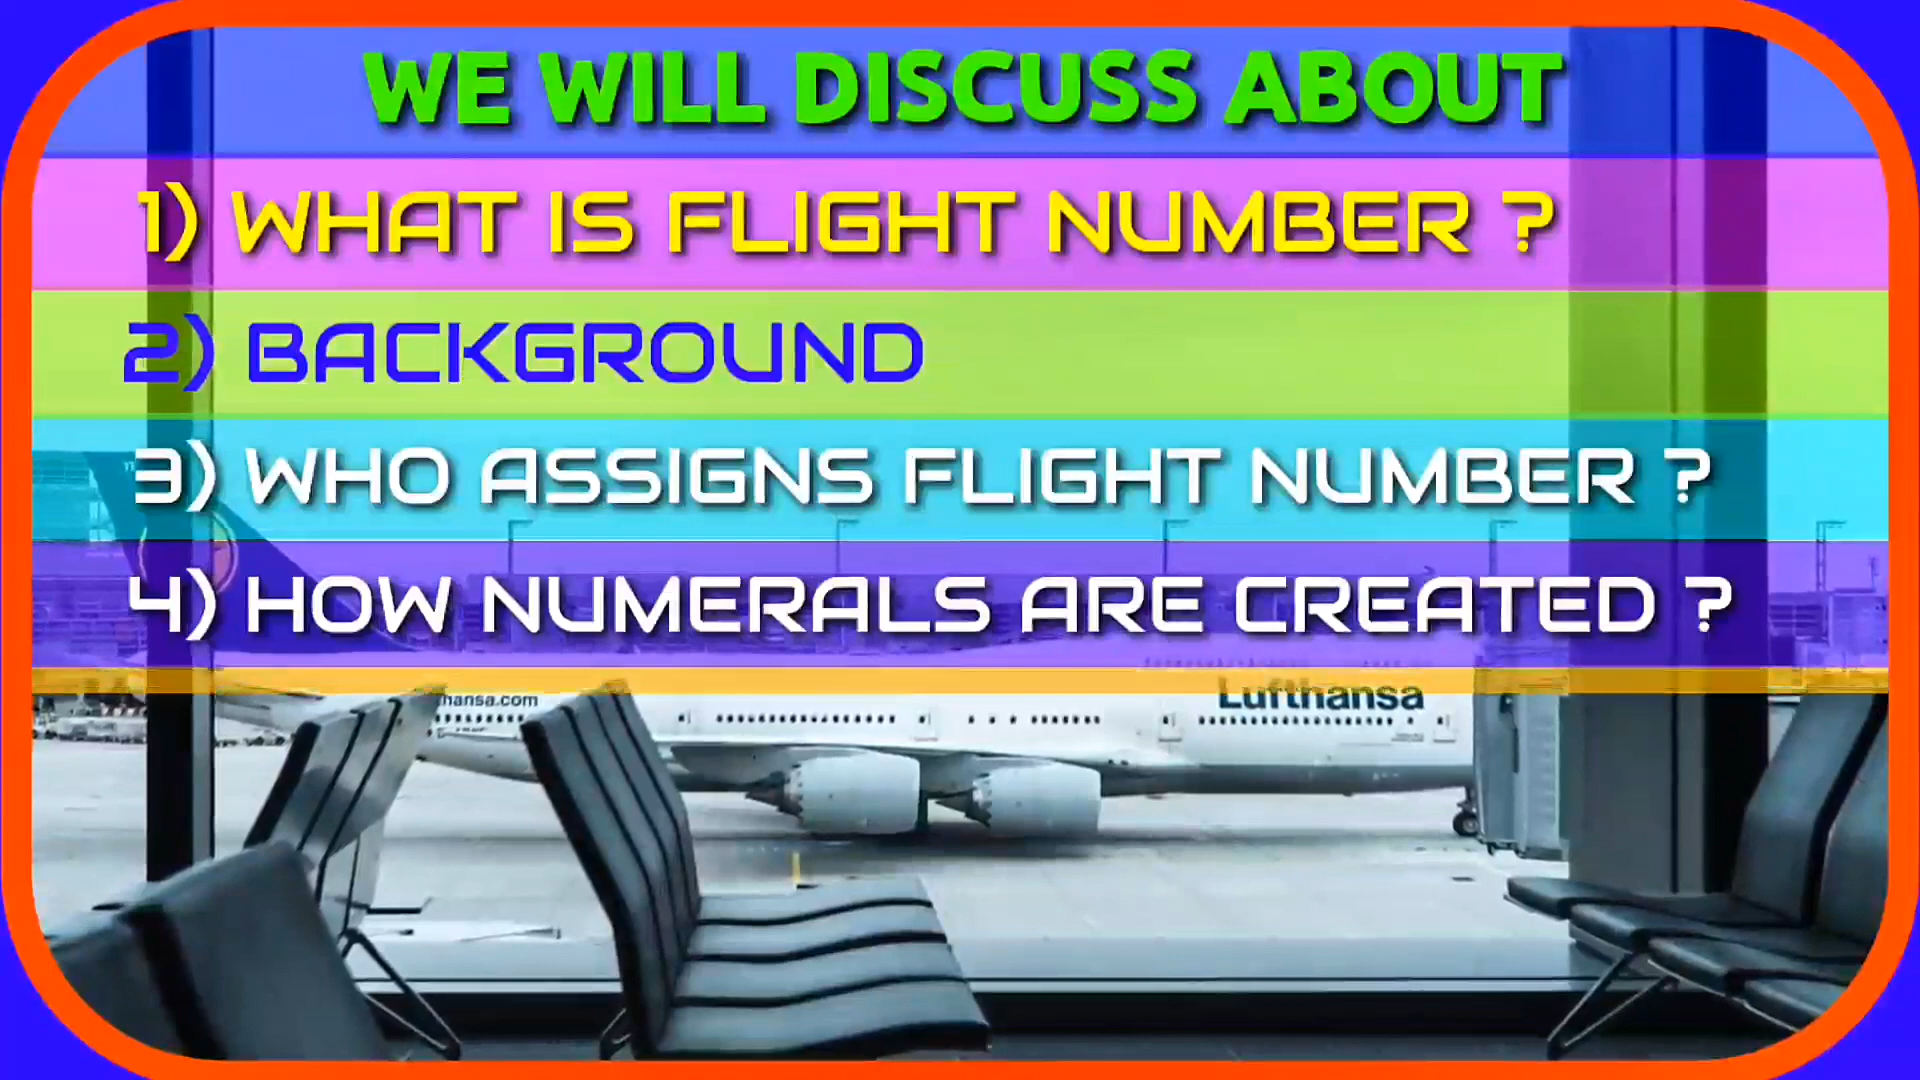 WE WILL DISCUSS ABOUT
1) WHAT IS FLIGHT NUMBER ?
2) BACKGROUND
3) WHO ASSIGNS FLIGHT NUMBER ?
4) HOW NUMERALS ARE CREATED ?
hansa.com
Lufthansa